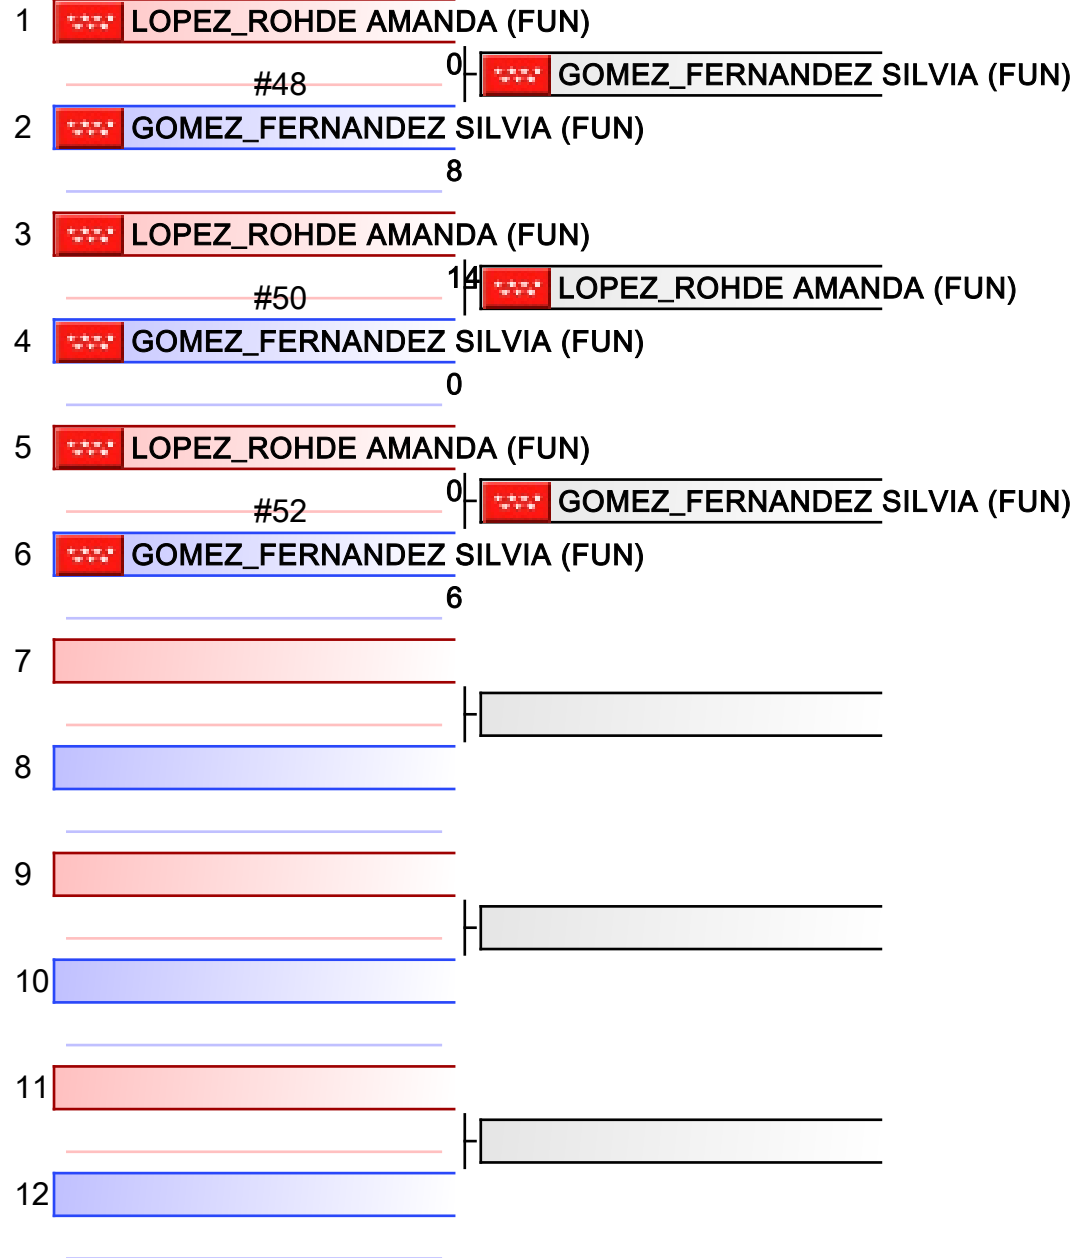 1 LOPEZ_ROHDE AMANDA (FUN)
0 GOMEZ_FERNANDEZ SILVIA (FUN)
#48
2 GOMEZ_FERNANDEZ SILVIA (FUN)
8
3 LOPEZ_ROHDE AMANDA (FUN)
14 LOPEZ_ROHDE AMANDA (FUN)
#50
4 GOMEZ_FERNANDEZ SILVIA (FUN)
0
5 LOPEZ_ROHDE AMANDA (FUN)
0 GOMEZ_FERNANDEZ SILVIA (FUN)
#52
6 GOMEZ_FERNANDEZ SILVIA (FUN)
6
7
8
9
10
11
12